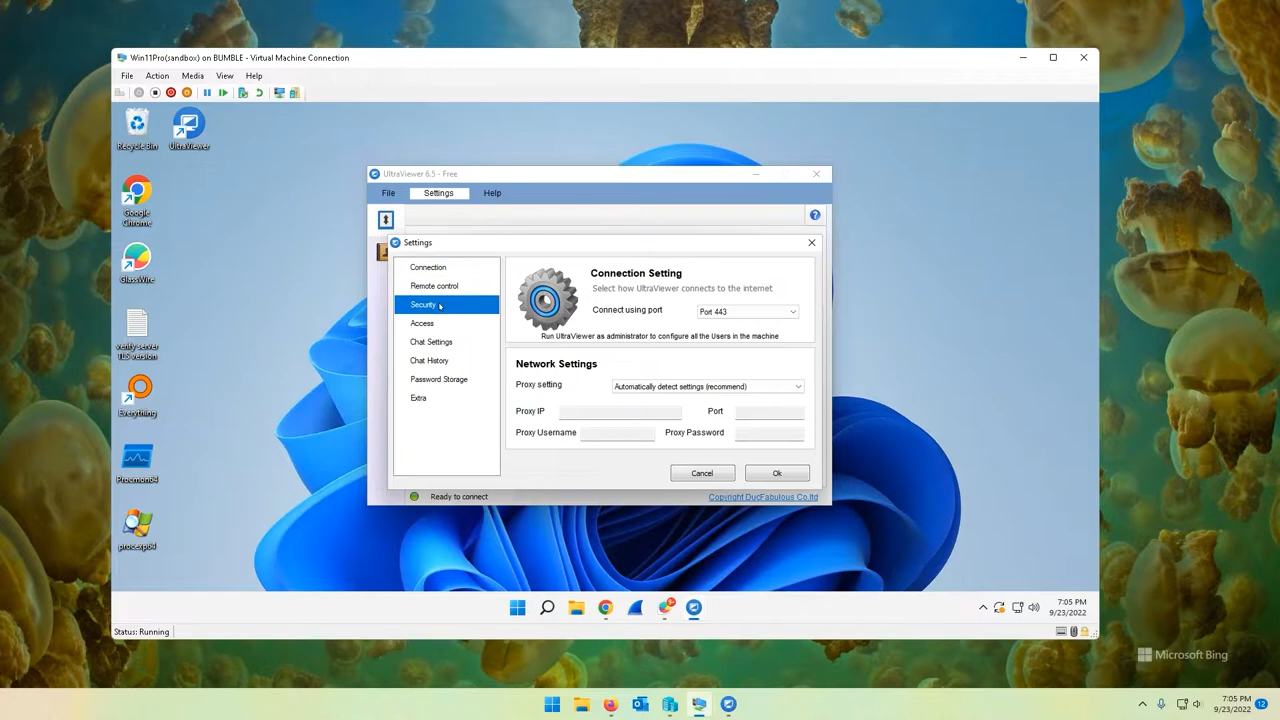 Win11Pro(sandbox) on BUMBLE - Virtual Machine Connection
File Action Media View Help
Recycle Bin
UltraViewer
Google
Chrome
GlassWire
verify-server
TLS version
Everything
Procmon64
procexp64
UltraViewer 6.5 - Free
File Settings Help
Settings
Connection
Remote control
Security
Access
Chat Settings
Chat History
Password Storage
Extra
Connection Setting
Select how UltraViewer connects to the internet
Connect using port Port 443
Run UltraViewer as administrator to configure all the Users in the machine
Network Settings
Proxy setting Automatically detect settings (recommend)
Proxy IP Port
Proxy Username Proxy Password
Cancel Ok
Ready to connect Copyright DucFabulous Co.ltd
7:05 PM
9/23/2022
Status: Running
Microsoft Bing
7:05 PM
9/23/2022
12